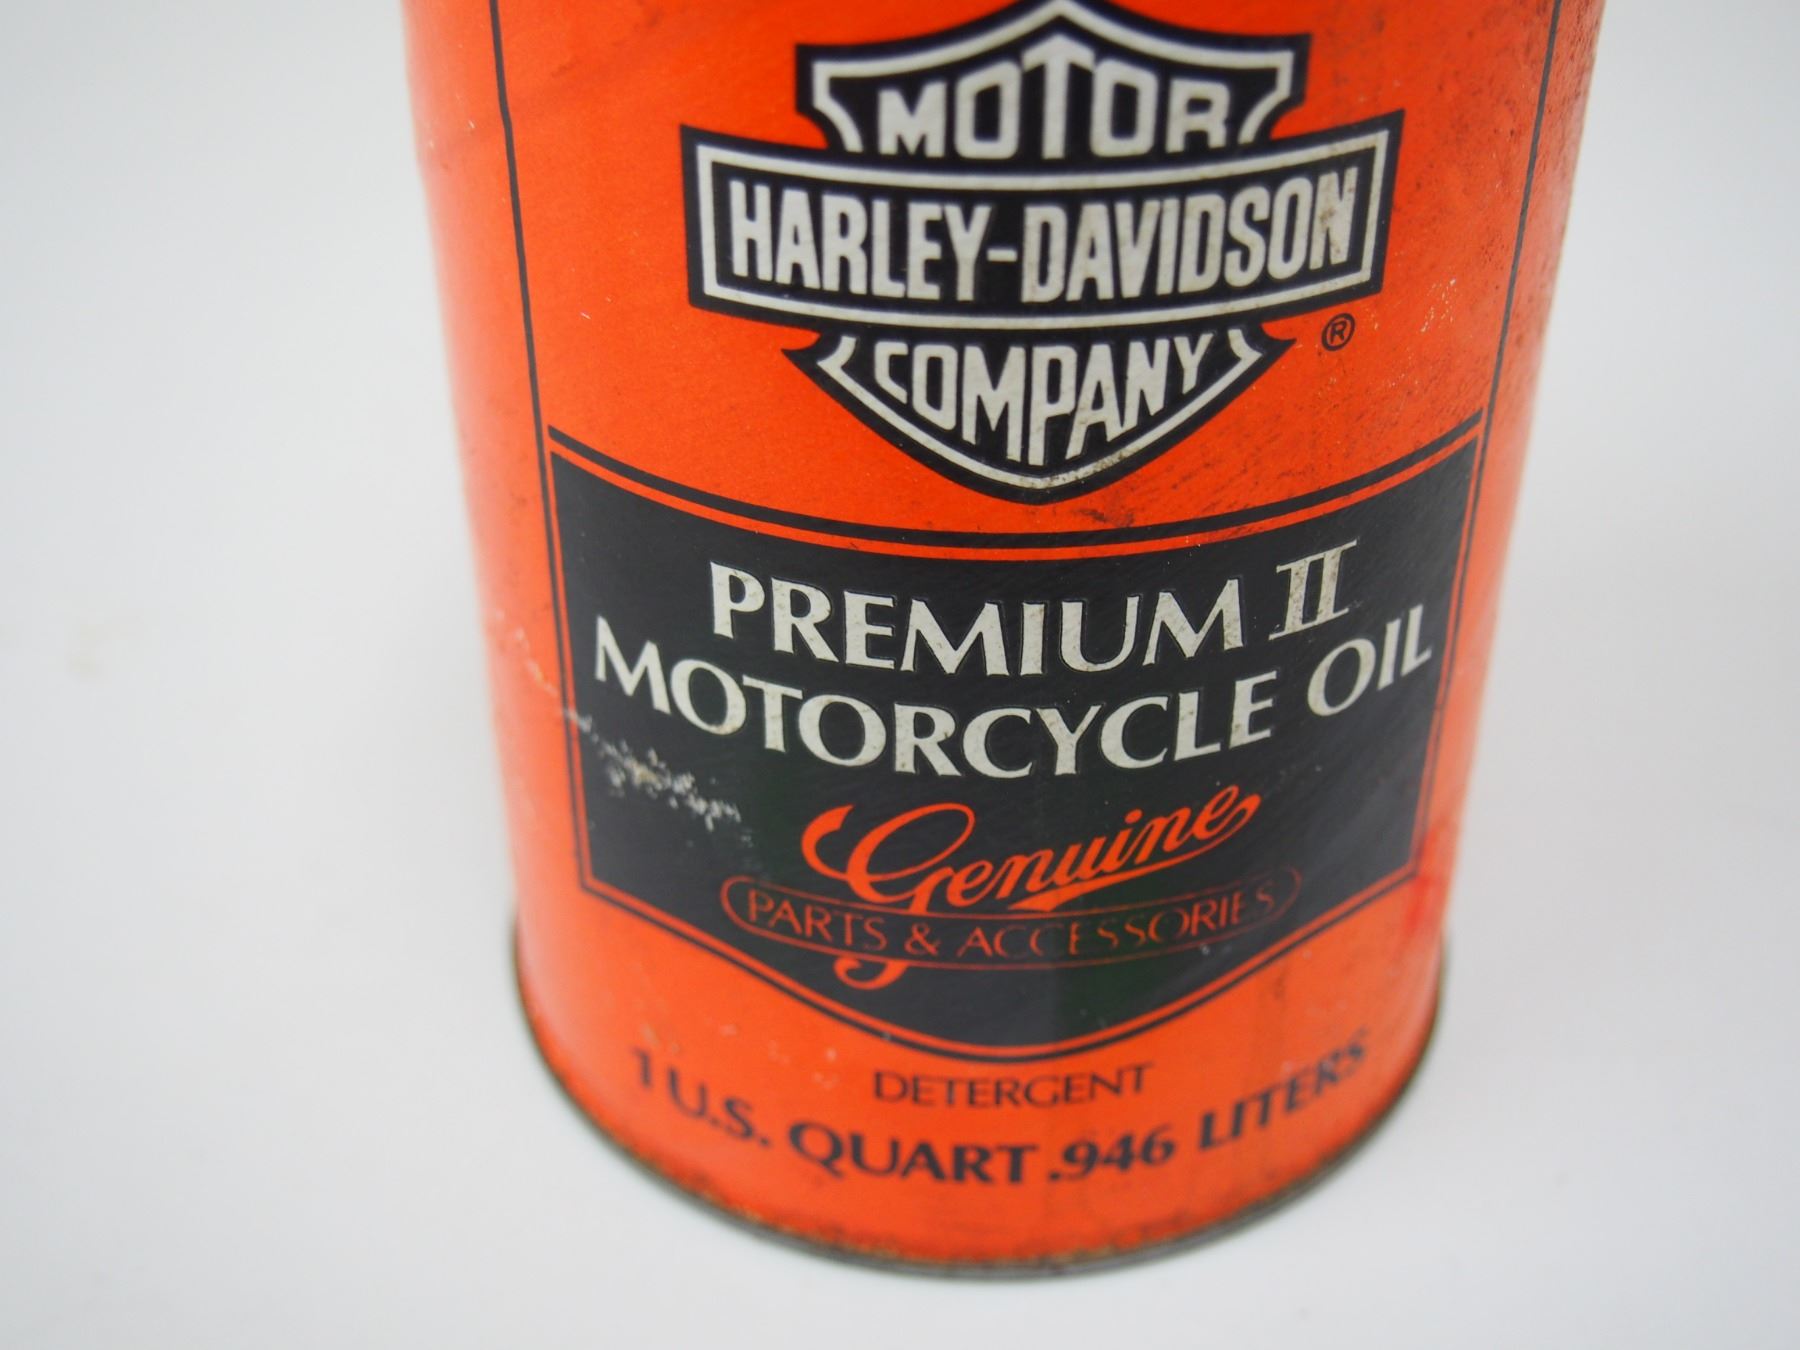 MOTOR
HARLEY-DAVIDSON
®
COMPANY
PREMIUM II
MOTORCYCLE OIL
Genuine
PARTS & ACCESSORIES
DETERGENT
1 U.S. QUART .946 LITERS